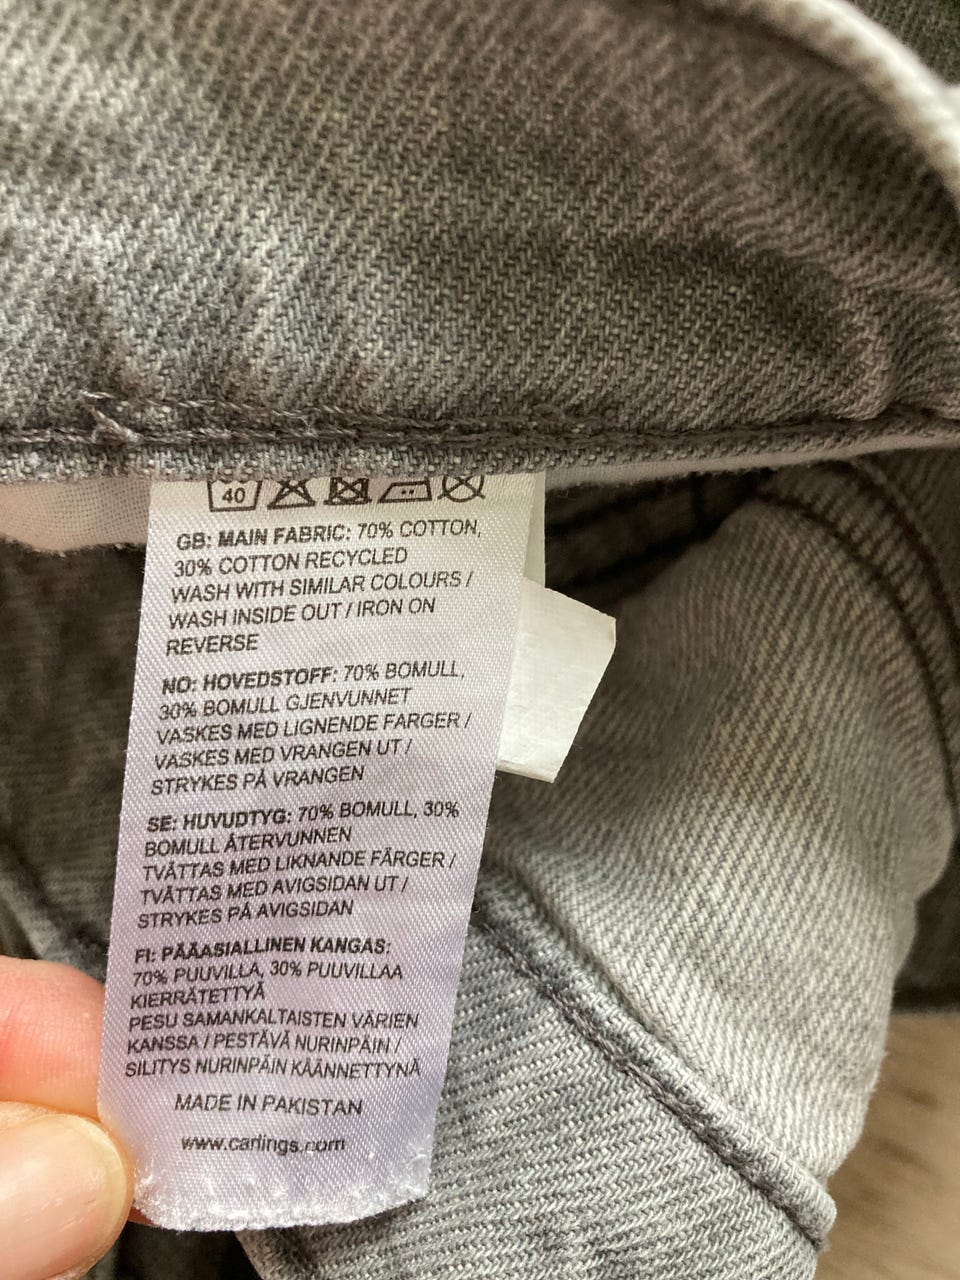 40
GB: MAIN FABRIC: 70% COTTON,
30% COTTON RECYCLED
WASH WITH SIMILAR COLOURS /
WASH INSIDE OUT / IRON ON
REVERSE
NO: HOVEDSTOFF: 70% BOMULL,
30% BOMULL GJENVUNNET
VASKES MED LIGNENDE FARGER /
VASKES MED VRANGEN UT /
STRYKES PÅ VRANGEN
SE: HUVUDTYG: 70% BOMULL, 30%
BOMULL ÅTERVUNNEN
TVÄTTAS MED LIKNANDE FÄRGER /
TVÄTTAS MED AVIGSIDAN UT /
STRYKES PÅ AVIGSIDAN
FI: PÄÄASIALLINEN KANGAS:
70% PUUVILLA, 30% PUUVILLAA
KIERRÄTETTYÄ
PESU SAMANKALTAISTEN VÄRIEN
KANSSA / PESTÄVÄ NURINPÄIN /
SILITYS NURINPÄIN KÄÄNNETTYNÄ
MADE IN PAKISTAN
www.carlings.com